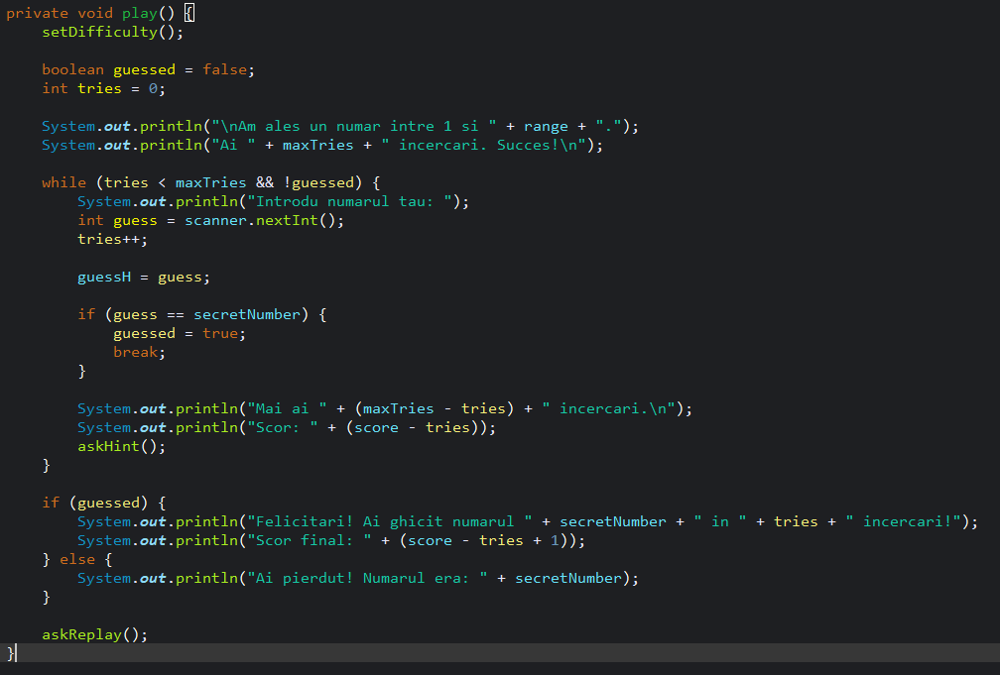 private void play() {
    setDifficulty();

    boolean guessed = false;
    int tries = 0;

    System.out.println("\nAm ales un numar intre 1 si " + range + ".");
    System.out.println("Ai " + maxTries + " incercari. Succes!\n");

    while (tries < maxTries && !guessed) {
        System.out.println("Introdu numarul tau: ");
        int guess = scanner.nextInt();
        tries++;

        guessH = guess;

        if (guess == secretNumber) {
            guessed = true;
            break;
        }

        System.out.println("Mai ai " + (maxTries - tries) + " incercari.\n");
        System.out.println("Scor: " + (score - tries));
        askHint();
    }

    if (guessed) {
        System.out.println("Felicitari! Ai ghicit numarul " + secretNumber + " in " + tries + " incercari!");
        System.out.println("Scor final: " + (score - tries + 1));
    } else {
        System.out.println("Ai pierdut! Numarul era: " + secretNumber);
    }

    askReplay();
}